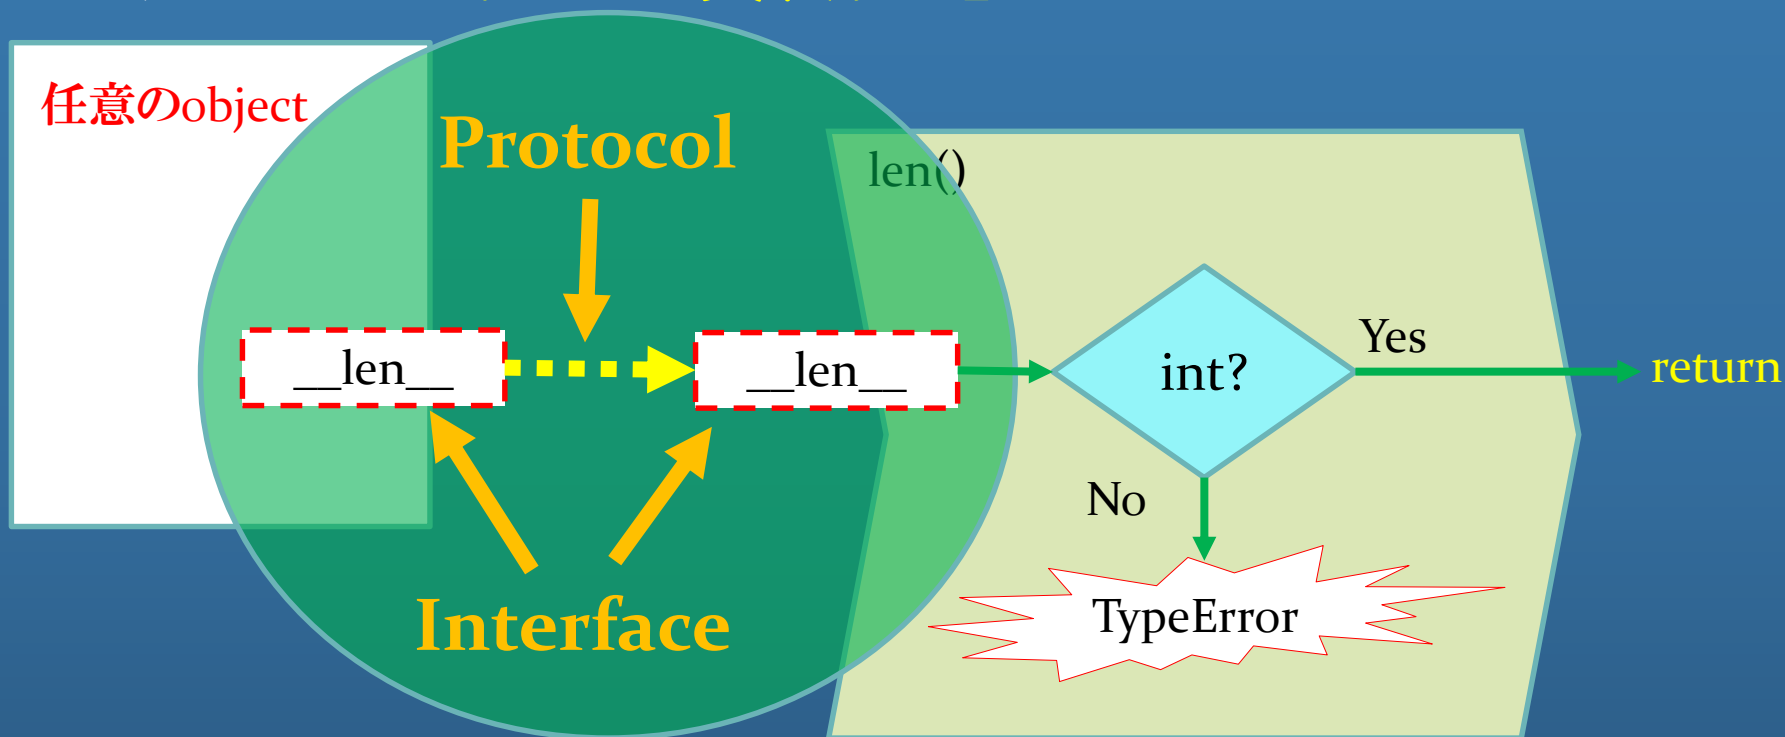 任意のobject
Protocol
len()
__len__
__len__
int?
Yes
return
No
Interface
TypeError